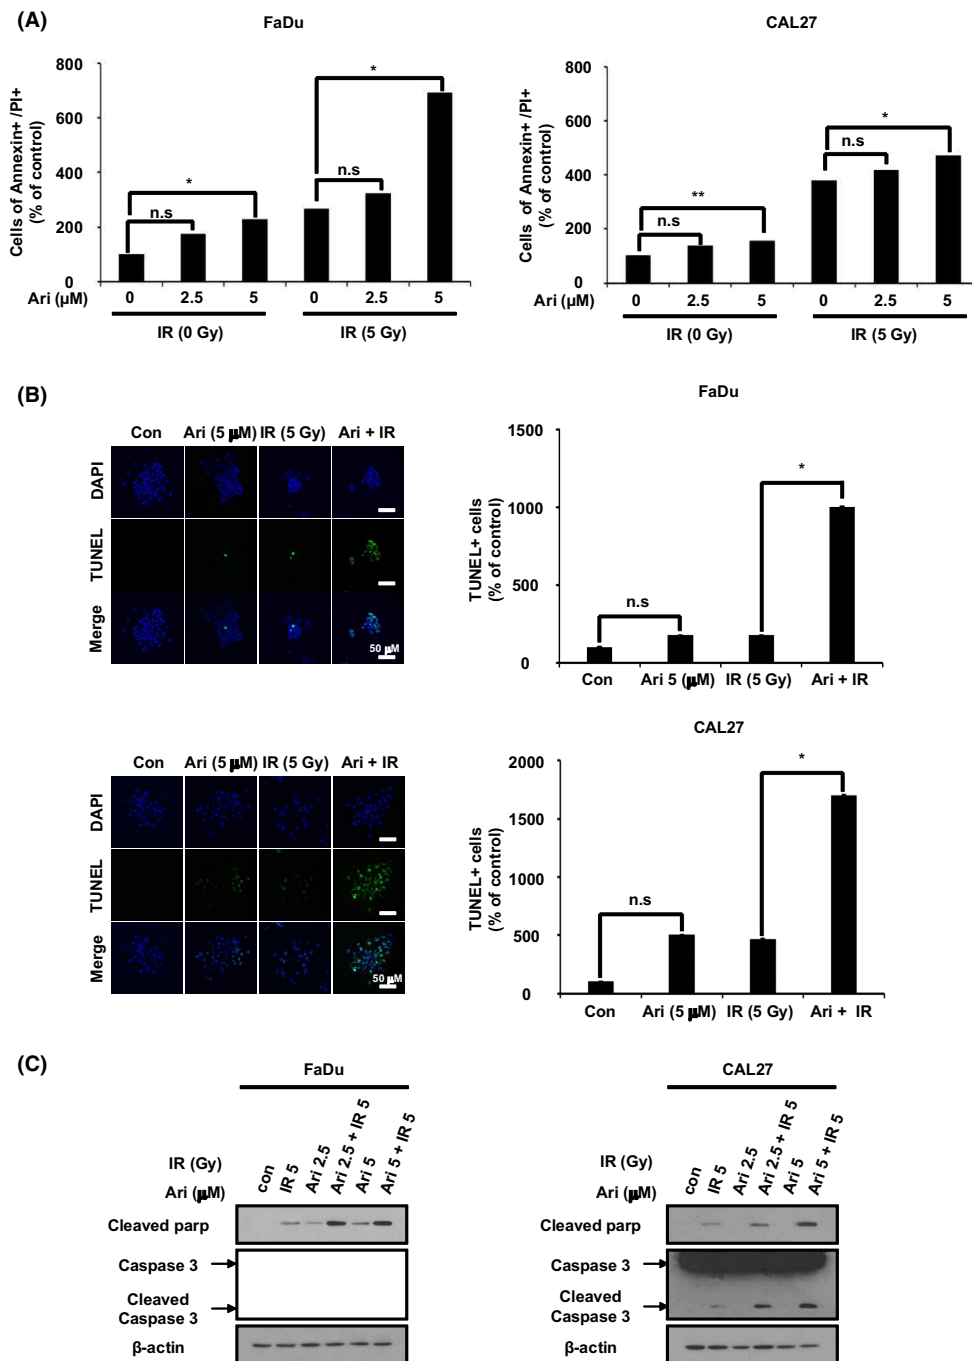 (A)
FaDu
CAL27
Cells of Annexin+ /PI+
(% of control)
800
600
400
200
0
*
n.s
*
n.s
Ari (µM) 0 2.5 5 0 2.5 5
IR (0 Gy) IR (5 Gy)
Cells of Annexin+ /PI+
(% of control)
800
600
400
200
0
**
n.s
*
n.s
Ari (µM) 0 2.5 5 0 2.5 5
IR (0 Gy) IR (5 Gy)
(B)
Con Ari (5 µM) IR (5 Gy) Ari + IR
DAPI
TUNEL
Merge
50 µM
FaDu
TUNEL+ cells
(% of control)
1500
1000
500
0
n.s
*
Con Ari 5 (µM) IR (5 Gy) Ari + IR
Con Ari (5 µM) IR (5 Gy) Ari + IR
DAPI
TUNEL
Merge
50 µM
CAL27
TUNEL+ cells
(% of control)
2000
1500
1000
500
0
n.s
*
Con Ari (5 µM) IR (5 Gy) Ari + IR
(C)
FaDu
IR (Gy)
Ari (µM)
con IR 5 Ari 2.5 Ari 2.5 + IR 5 Ari 5 Ari 5 + IR 5
Cleaved parp
Caspase 3
Cleaved
Caspase 3
β-actin
CAL27
IR (Gy)
Ari (µM)
con IR 5 Ari 2.5 Ari 2.5 + IR 5 Ari 5 Ari 5 + IR 5
Cleaved parp
Caspase 3
Cleaved
Caspase 3
β-actin